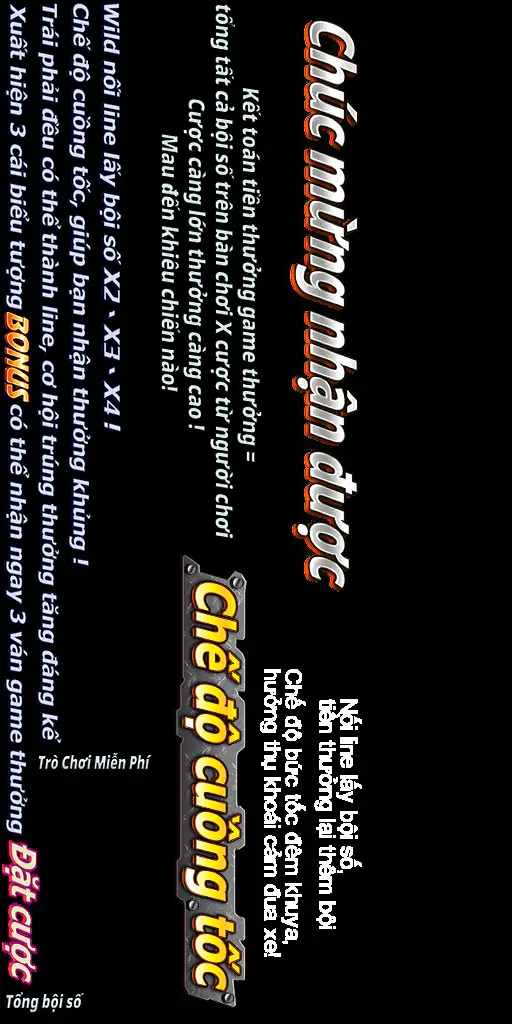 Chúc mừng nhận được
Kết toán tiền thưởng game thưởng =
tổng tất cả bội số trên bàn chơi X cược từ người chơi
Cược càng lớn thưởng càng cao !
Mau đến khiêu chiến nào!
Wild nối line lấy bội số X2、X3、X4 !
Chế độ cuồng tốc, giúp bạn nhận thưởng khủng !
Trái phải đều có thể thành line, cơ hội trúng thưởng tăng đáng kể
Xuất hiện 3 cái biểu tượng BONUS có thể nhận ngay 3 ván game thưởng
Nối line lấy bội số,
tiền thưởng lại thêm bội
Chế độ bức tốc đêm khuya,
hưởng thụ khoái cảm đua xe!
Chế độ cuồng tốc
Trò Chơi Miễn Phí
Đặt cược
Tổng bội số